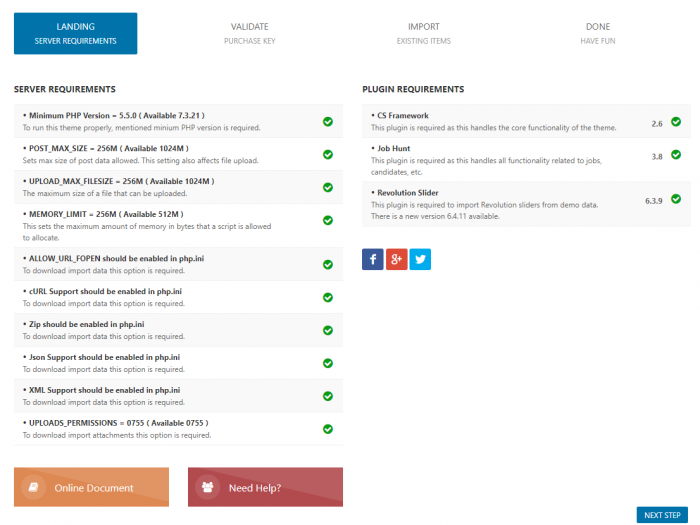 LANDING
SERVER REQUIREMENTS
VALIDATE
PURCHASE KEY
IMPORT
EXISTING ITEMS
DONE
HAVE FUN
SERVER REQUIREMENTS
• Minimum PHP Version = 5.5.0 ( Available 7.3.21 )
To run this theme properly, mentioned minium PHP version is required.
• POST_MAX_SIZE = 256M ( Available 1024M )
Sets max size of post data allowed. This setting also affects file upload.
• UPLOAD_MAX_FILESIZE = 256M ( Available 1024M )
The maximum size of a file that can be uploaded.
• MEMORY_LIMIT = 256M ( Available 512M )
This sets the maximum amount of memory in bytes that a script is allowed
to allocate.
• ALLOW_URL_FOPEN should be enabled in php.ini
To download import data this option is required.
• cURL Support should be enabled in php.ini
To download import data this option is required.
• Zip should be enabled in php.ini
To download import data this option is required.
• Json Support should be enabled in php.ini
To download import data this option is required.
• XML Support should be enabled in php.ini
To download import data this option is required.
• UPLOADS_PERMISSIONS = 0755 ( Available 0755 )
To download import attachments this option is required.
Online Document
Need Help?
PLUGIN REQUIREMENTS
• CS Framework
This plugin is required as this handles the core functionality of the theme.
2.6
• Job Hunt
This plugin is required as this handles all functionality related to jobs,
candidates, etc.
3.8
• Revolution Slider
This plugin is required to import Revolution sliders from demo data.
There is a new version 6.4.11 available.
6.3.9
f
g+
NEXT STEP